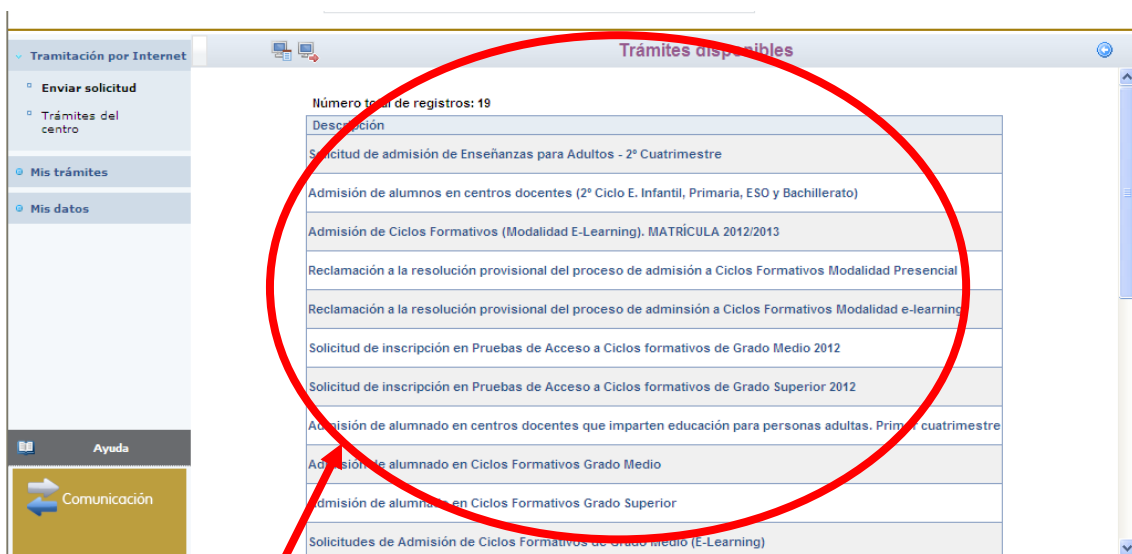 Tramitación por Internet
Enviar solicitud
Trámites del
centro
Mis trámites
Mis datos
Ayuda
Comunicación
Trámites disponibles
Número total de registros: 19
Descripción
Solicitud de admisión de Enseñanzas para Adultos - 2º Cuatrimestre
Admisión de alumnos en centros docentes (2º Ciclo E. Infantil, Primaria, ESO y Bachillerato)
Admisión de Ciclos Formativos (Modalidad E-Learning). MATRÍCULA 2012/2013
Reclamación a la resolución provisional del proceso de admisión a Ciclos Formativos Modalidad Presencial
Reclamación a la resolución provisional del proceso de adminsión a Ciclos Formativos Modalidad e-learning
Solicitud de inscripción en Pruebas de Acceso a Ciclos formativos de Grado Medio 2012
Solicitud de inscripción en Pruebas de Acceso a Ciclos formativos de Grado Superior 2012
Admisión de alumnado en centros docentes que imparten educación para personas adultas. Primer cuatrimestre
Admisión de alumnado en Ciclos Formativos Grado Medio
Admisión de alumnado en Ciclos Formativos Grado Superior
Solicitudes de Admisión de Ciclos Formativos de Grado Medio (E-Learning)